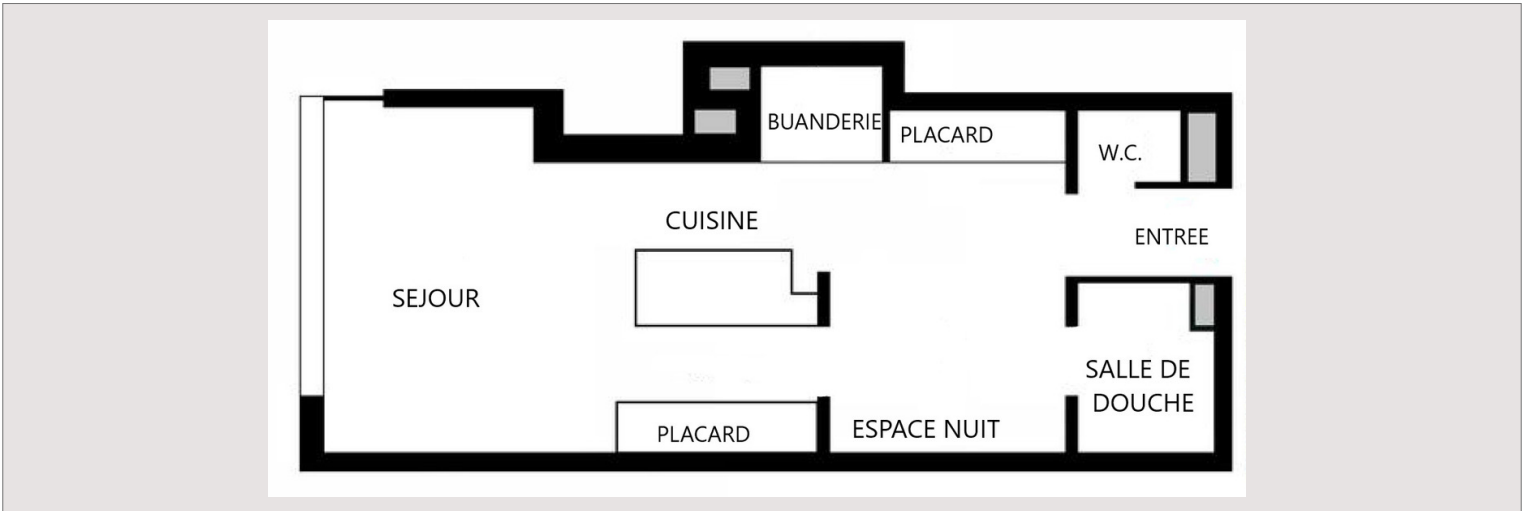 BUANDERIE
PLACARD
W.C.
CUISINE
ENTREE
SEJOUR
SALLE DE
DOUCHE
PLACARD
ESPACE NUIT